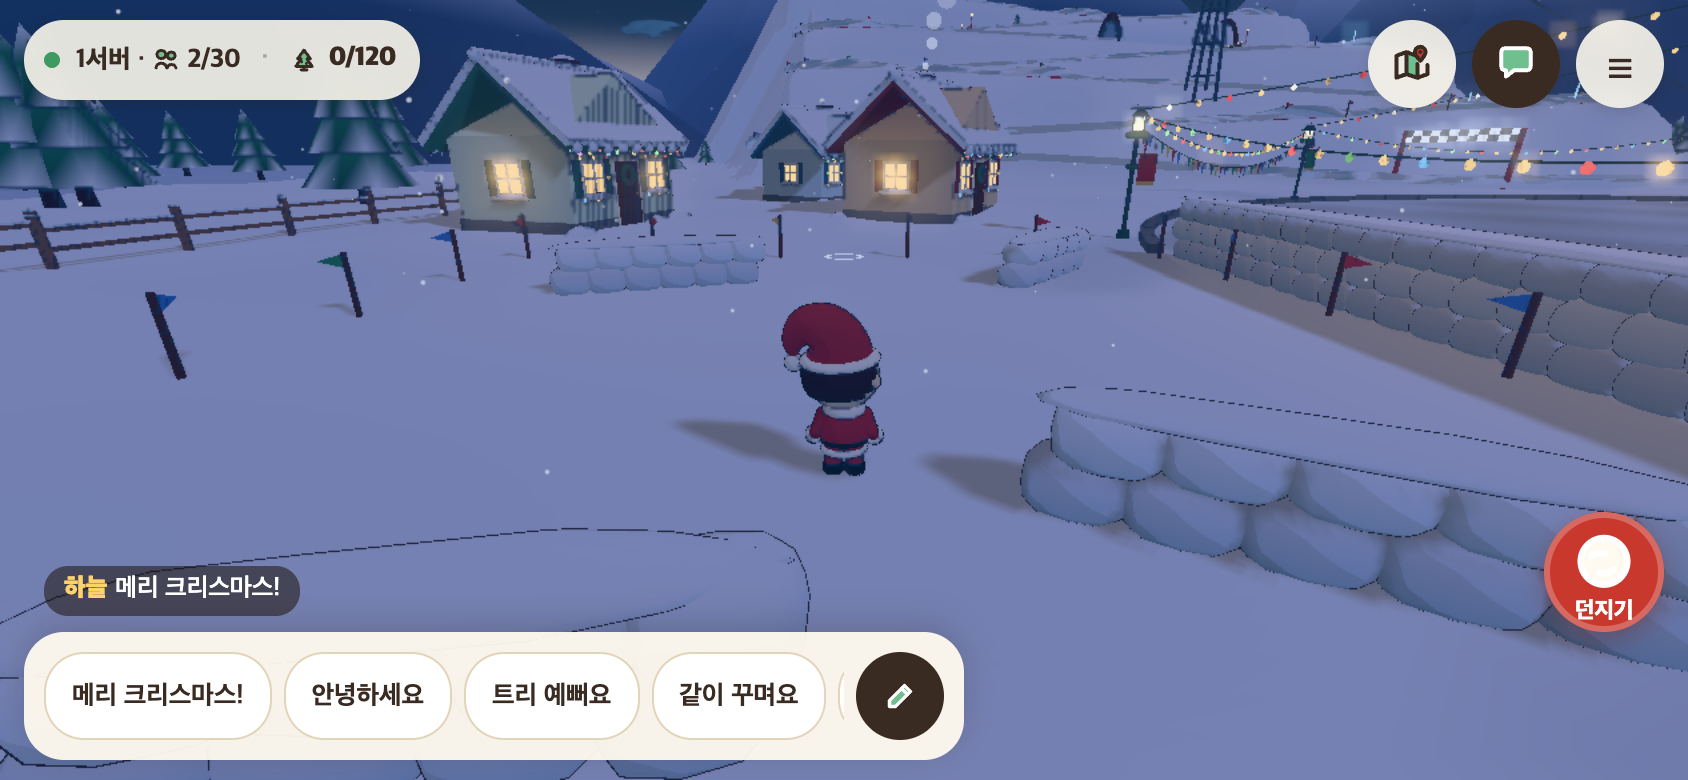 1서버 · 2/30 · 0/120
하늘 메리 크리스마스!
메리 크리스마스! 안녕하세요 트리 예뻐요 같이 꾸며요
던지기